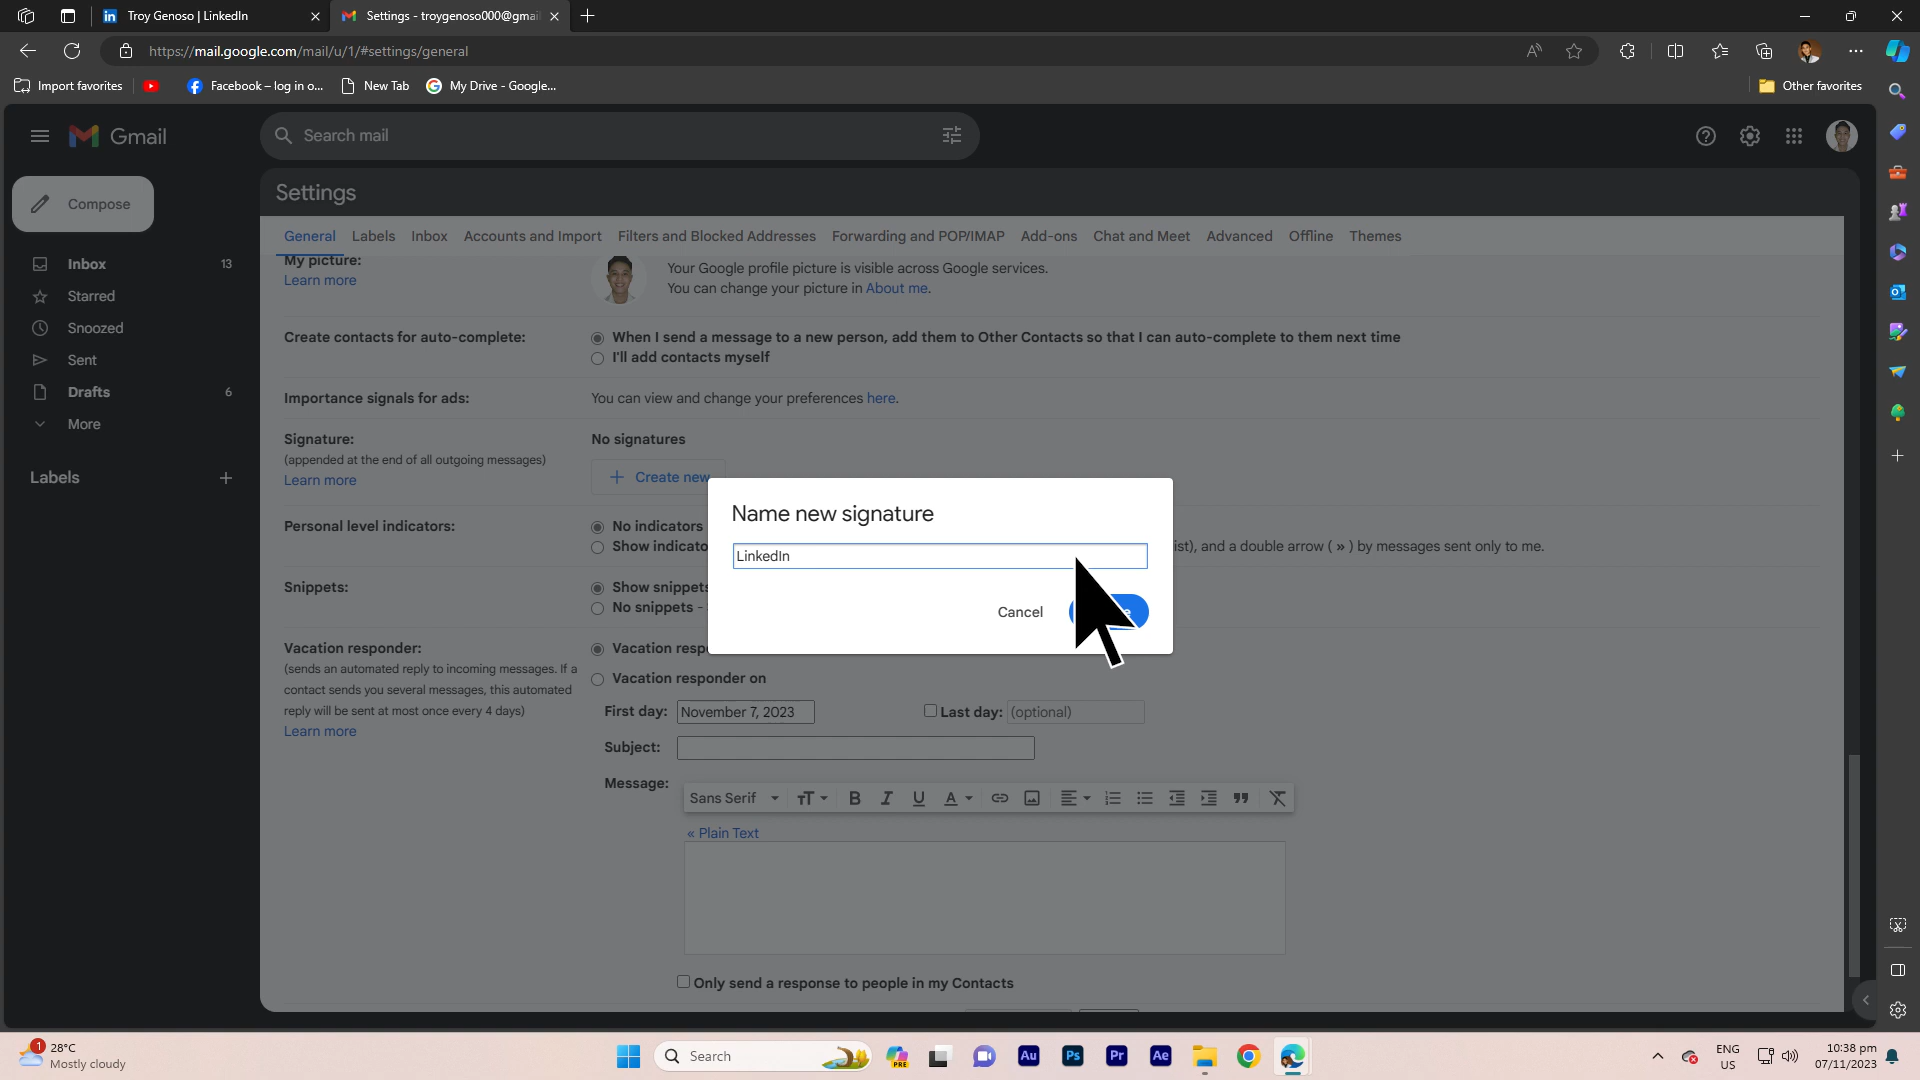 Troy Genoso | LinkedIn
Settings - troygenoso000@gmai
https://mail.google.com/mail/u/1/#settings/general
Import favorites
Facebook – log in o...
New Tab
My Drive - Google...
Other favorites
Gmail
Search mail
Compose
Inbox 13
Starred
Snoozed
Sent
Drafts 6
More
Labels
Settings
General Labels Inbox Accounts and Import Filters and Blocked Addresses Forwarding and POP/IMAP Add-ons Chat and Meet Advanced Offline Themes
My picture:
Learn more
Your Google profile picture is visible across Google services.
You can change your picture in About me.
Create contacts for auto-complete:
When I send a message to a new person, add them to Other Contacts so that I can auto-complete to them next time
I'll add contacts myself
Importance signals for ads:
You can view and change your preferences here.
Signature:
(appended at the end of all outgoing messages)
Learn more
No signatures
Create new
Name new signature
LinkedIn
Cancel
Personal level indicators:
No indicators
Show indicato
ist), and a double arrow ( » ) by messages sent only to me.
Snippets:
Show snippets
No snippets -
Vacation responder:
(sends an automated reply to incoming messages. If a
contact sends you several messages, this automated
reply will be sent at most once every 4 days)
Learn more
Vacation resp
Vacation responder on
First day: November 7, 2023 Last day: (optional)
Subject:
Message:
Sans Serif
« Plain Text
Only send a response to people in my Contacts
1
28°C
Mostly cloudy
Search
PRE
Au
Ps
Pr
Ae
ENG
US
10:38 pm
07/11/2023